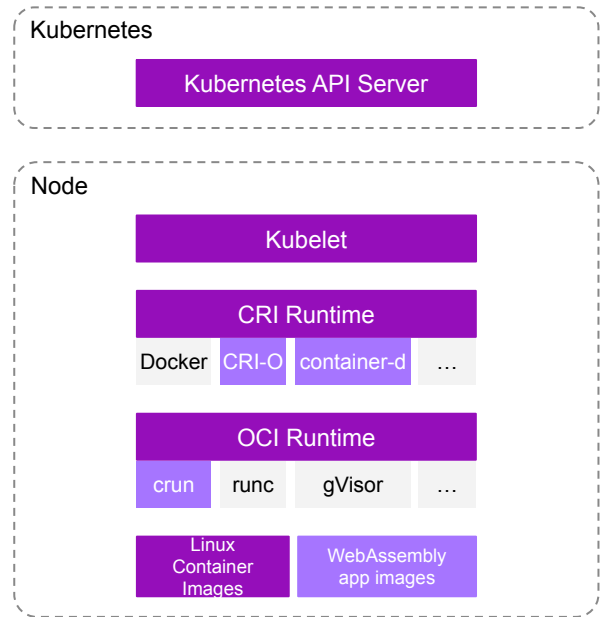 Kubernetes
Kubernetes API Server
Node
Kubelet
CRI Runtime
Docker CRI-O container-d …
OCI Runtime
crun runc gVisor …
Linux
Container
Images
WebAssembly
app images